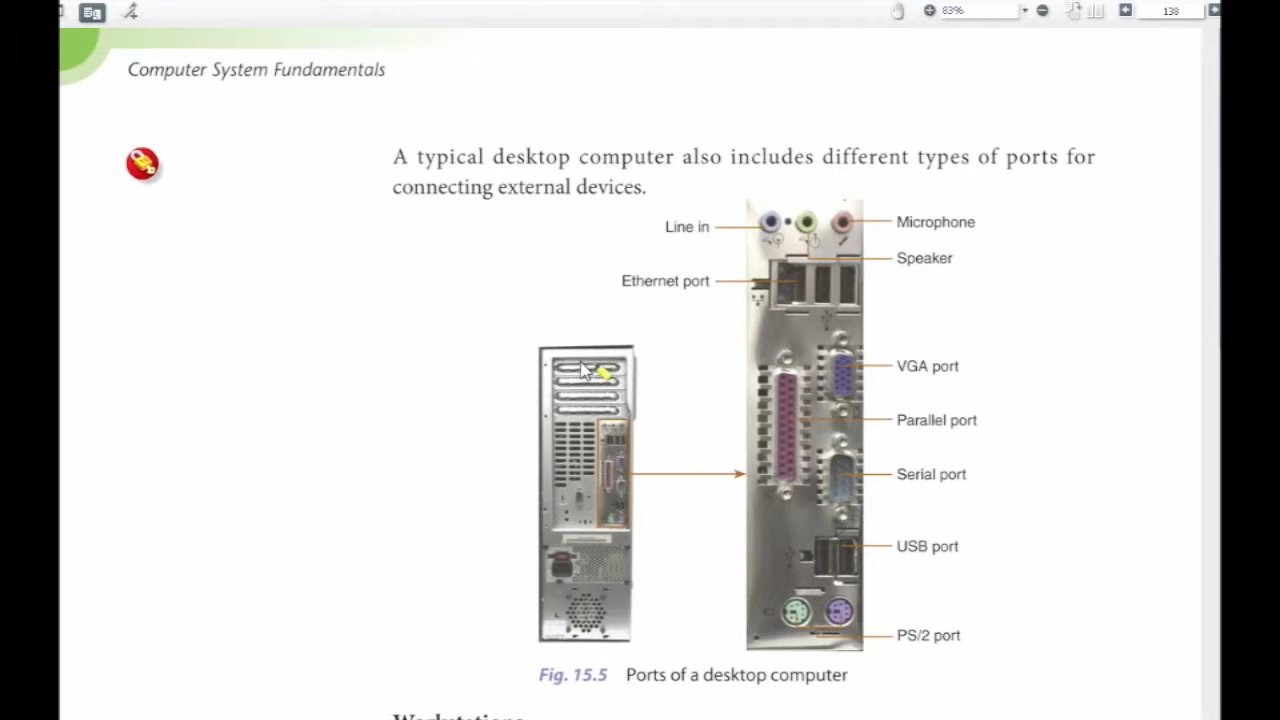 83%
138
Computer System Fundamentals
A typical desktop computer also includes different types of ports for
connecting external devices.
Line in
Microphone
Speaker
Ethernet port
VGA port
Parallel port
Serial port
USB port
PS/2 port
Fig. 15.5 Ports of a desktop computer
Workstations